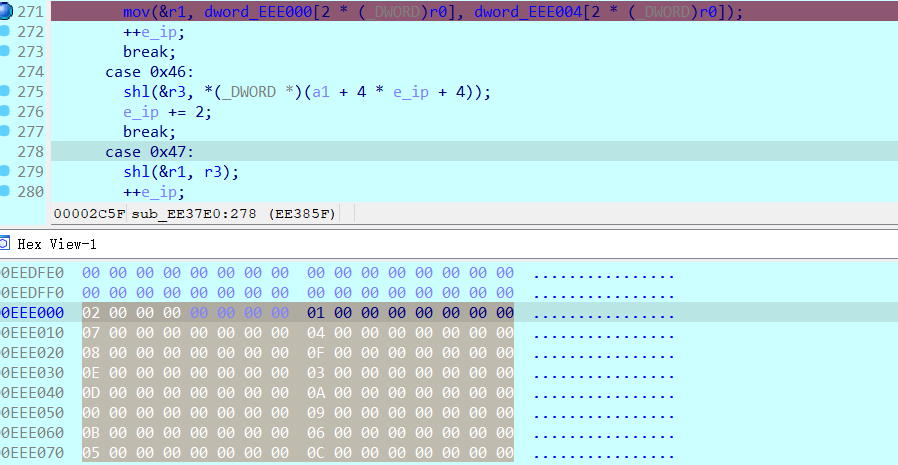 271 mov(&r1, dword_EEE000[2 * (_DWORD)r0], dword_EEE004[2 * (_DWORD)r0]);
272 ++e_ip;
273 break;
274 case 0x46:
275 shl(&r3, *(_DWORD *)(a1 + 4 * e_ip + 4));
276 e_ip += 2;
277 break;
278 case 0x47:
279 shl(&r1, r3);
280 ++e_ip;
00002C5F sub_EE37E0:278 (EE385F)
Hex View-1
0EEDFE0 00 00 00 00 00 00 00 00 00 00 00 00 00 00 00 00 ................
0EEDFF0 00 00 00 00 00 00 00 00 00 00 00 00 00 00 00 00 ................
0EEE000 02 00 00 00 00 00 00 00 01 00 00 00 00 00 00 00 ................
0EEE010 07 00 00 00 00 00 00 00 04 00 00 00 00 00 00 00 ................
0EEE020 08 00 00 00 00 00 00 00 0F 00 00 00 00 00 00 00 ................
0EEE030 0E 00 00 00 00 00 00 00 03 00 00 00 00 00 00 00 ................
0EEE040 0D 00 00 00 00 00 00 00 0A 00 00 00 00 00 00 00 ................
0EEE050 00 00 00 00 00 00 00 00 09 00 00 00 00 00 00 00 ................
0EEE060 0B 00 00 00 00 00 00 00 06 00 00 00 00 00 00 00 ................
0EEE070 05 00 00 00 00 00 00 00 0C 00 00 00 00 00 00 00 ................